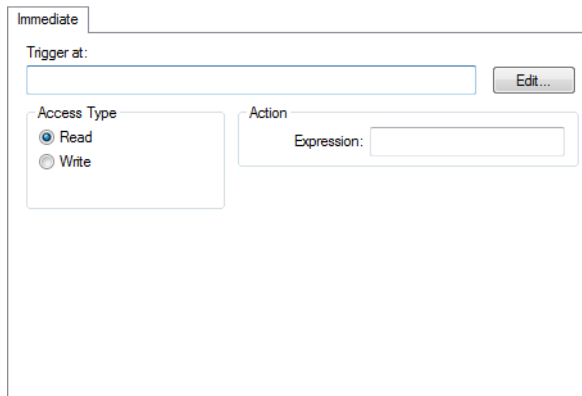 Immediate
Trigger at:
Edit...
Access Type
Action
Read
Expression:
Write